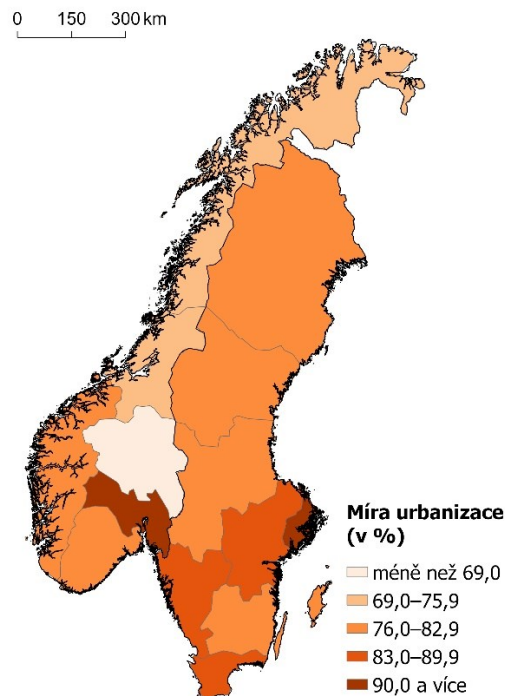 0 150 300 km
Míra urbanizace
(v %)
méně než 69,0
69,0–75,9
76,0–82,9
83,0–89,9
90,0 a více